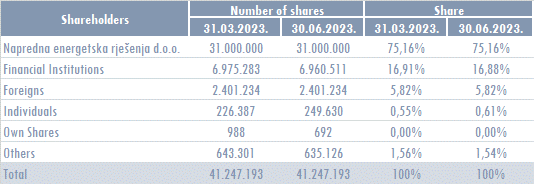 Shareholders Number of shares Share
31.03.2023. 30.06.2023. 31.03.2023. 30.06.2023.
Napredna energetska rješenja d.o.o. 31.000.000 31.000.000 75,16% 75,16%
Financial Institutions 6.975.283 6.960.511 16,91% 16,88%
Foreigns 2.401.234 2.401.234 5,82% 5,82%
Individuals 226.387 249.630 0,55% 0,61%
Own Shares 988 692 0,00% 0,00%
Others 643.301 635.126 1,56% 1,54%
Total 41.247.193 41.247.193 100% 100%